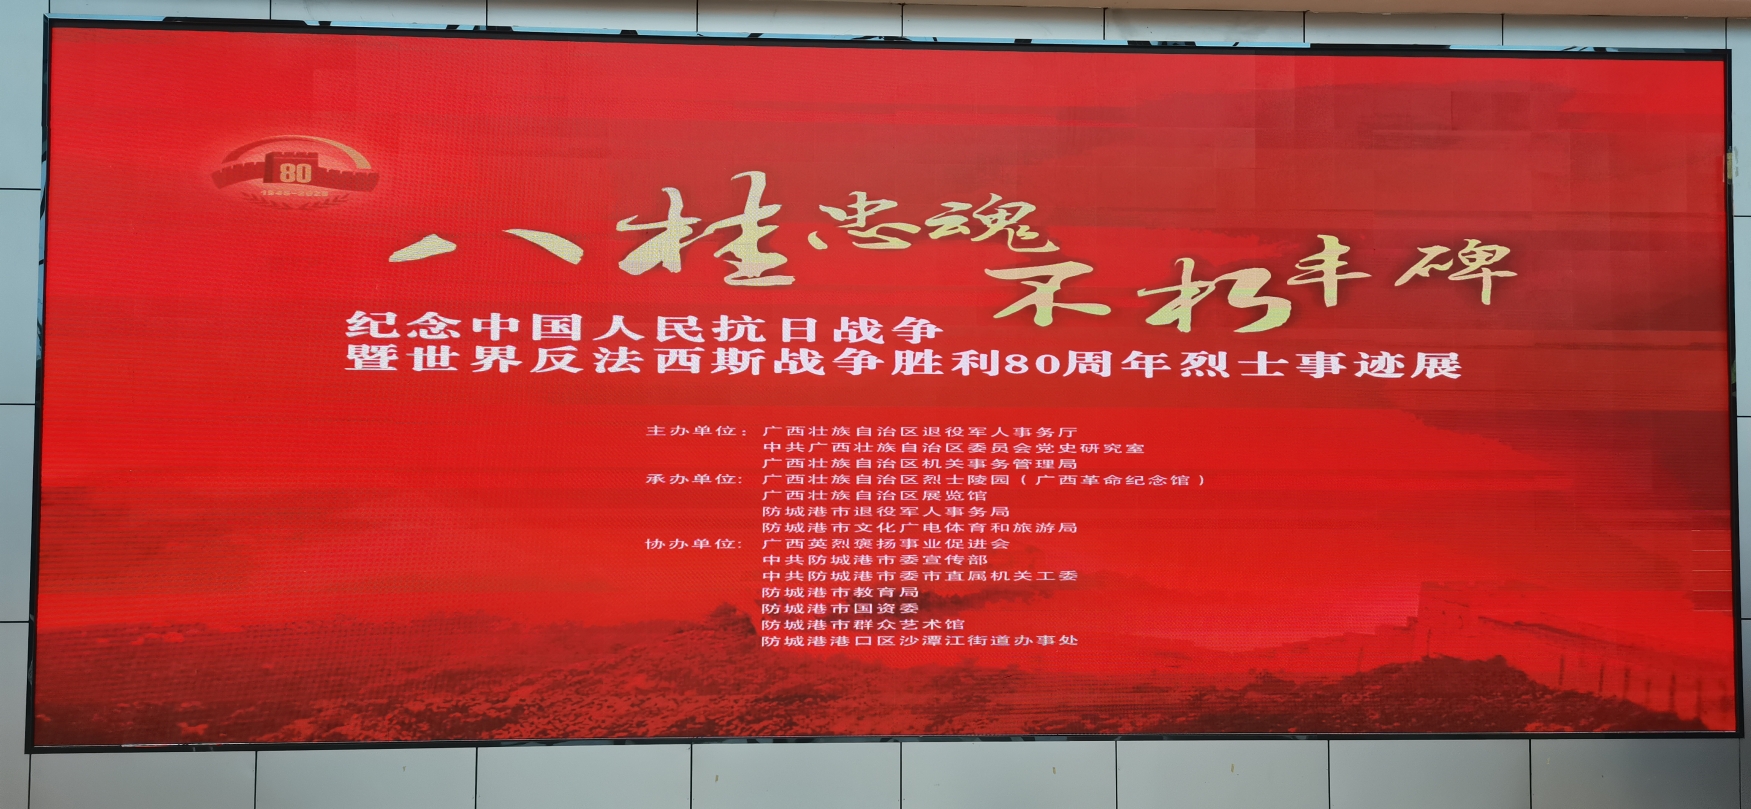 80
1945-2025
八桂忠魂
不朽丰碑
纪念中国人民抗日战争
暨世界反法西斯战争胜利80周年烈士事迹展
主办单位：广西壮族自治区退役军人事务厅
中共广西壮族自治区委员会党史研究室
广西壮族自治区机关事务管理局
承办单位：广西壮族自治区烈士陵园（广西革命纪念馆）
广西壮族自治区展览馆
防城港市退役军人事务局
防城港市文化广电体育和旅游局
协办单位：广西英烈褒扬事业促进会
中共防城港市委宣传部
中共防城港市委市直属机关工委
防城港市教育局
防城港市国资委
防城港市群众艺术馆
防城港港口区沙潭江街道办事处